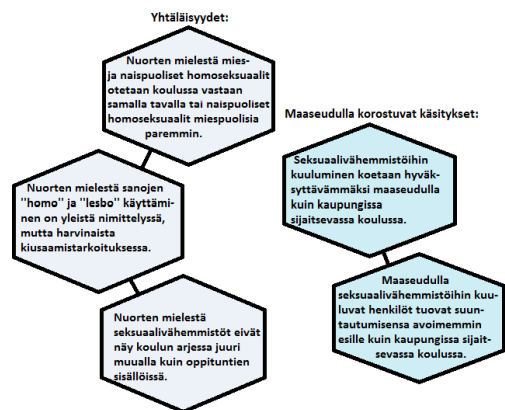 Yhtäläisyydet:
Nuorten mielestä mies-
ja naispuoliset homoseksuaalit
otetaan koulussa vastaan
samalla tavalla tai naispuoliset
homoseksuaalit miespuolisia
paremmin.
Nuorten mielestä sanojen
"homo" ja "lesbo" käyttämi-
nen on yleistä nimittelyssä,
mutta harvinaista
kiusaamistarkoituksessa.
Nuorten mielestä
seksuaalivähemmistöt eivät
näy koulun arjessa juuri
muualla kuin oppituntien
sisällöissä.
Maaseudulla korostuvat käsitykset:
Seksuaalivähemmistöihin
kuuluminen koetaan hyväk-
syttävämmäksi maaseudulla
kuin kaupungissa
sijaitsevassa koulussa.
Maaseudulla
seksuaalivähemmistöihin kuu-
luvat henkilöt tuovat suun-
tautumisensa avoimemmin
esille kuin kaupungissa sijait-
sevassa koulussa.